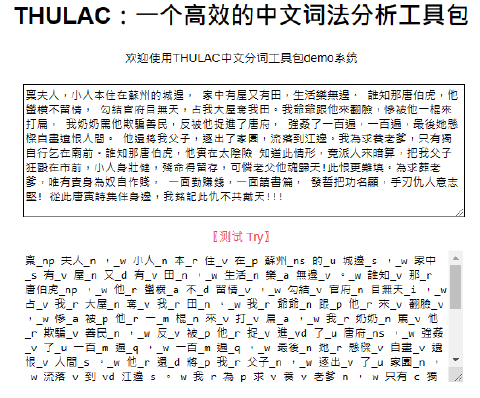 THULAC：一个高效的中文词法分析工具包
欢迎使用THULAC中文分词工具包demo系统
稟夫人，小人本住在蘇州的城邊， 家中有屋又有田，生活樂無邊． 誰知那唐伯虎，他
蠻橫不留情， 勾結官府目無天，占我大屋奪我田。我爺爺跟他來翻臉，慘被他一棍來
打扁， 我奶奶罵他欺騙善民，反被他捉進了唐府， 強姦了一百遍，一百遍，最後她懸
樑自盡遺恨人間。 他還將我父子，逐出了家園，流落到江邊。我為求養老爹，只有獨
自行乞在廟前。誰知那唐伯虎，他實在太陰險 知道此情形，竟派人來暗算，把我父子
狂毆在市前，小人身壯健，殘命得留存，可憐老父他魂歸天!此恨更難填。為求葬老
爹，唯有賣身為奴自作賤， 一面勤賺錢，一面讀書篇， 發誓把功名顯，手刃仇人意志
堅! 從此唐寅詩集伴身邊，我銘記此仇不共戴天!!!
〖测试 Try〗
稟_np 夫人_n ，_w 小人_n 本_r 住_v 在_p 蘇州_ns 的_u 城邊_s ，_w 家中
_s 有_v 屋_n 又_d 有_v 田_n ，_w 生活_n 樂_a 無邊_v 。_w 誰知_v 那_r
唐伯虎_np ，_w 他_r 蠻橫_a 不_d 留情_v ，_w 勾結_v 官府_n 目無天_i ，_w
占_v 我_r 大屋_n 奪_v 我_r 田_n 。_w 我_r 爺爺_n 跟_p 他_r 來_v 翻臉_v
，_w 慘_a 被_p 他_r 一_m 棍_n 來_v 打_v 扁_a ，_w 我_r 奶奶_n 罵_v 他
_r 欺騙_v 善民_n ，_w 反_v 被_p 他_r 捉_v 進_vd 了_u 唐府_ns ，_w 強姦
_v 了_u 一百_m 遍_q ，_w 一百_m 遍_q ，_w 最後_n 她_r 懸樑_v 自盡_v 遺
恨_v 人間_s 。_w 他_r 還_d 將_p 我_r 父子_n ，_w 逐出_v 了_u 家園_n ，
_w 流落_v 到_vd 江邊_s 。_w 我_r 為_p 求_v 養_v 老爹_n ，_w 只有_c 獨